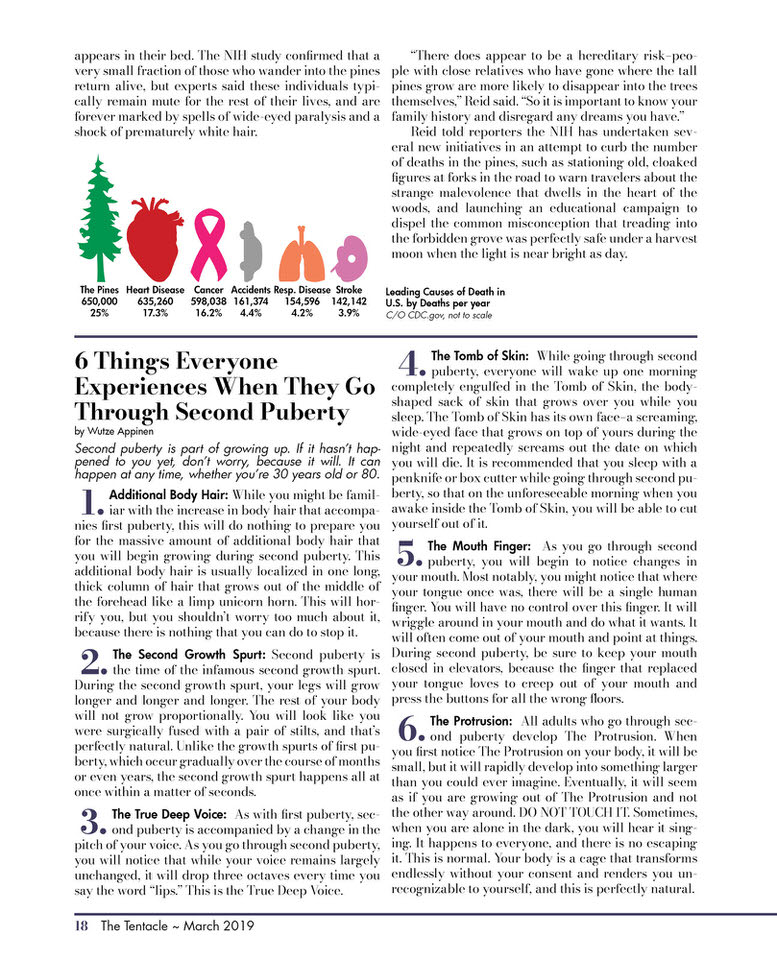 appears in their bed. The NIH study confirmed that a
very small fraction of those who wander into the pines
return alive, but experts said these individuals typi-
cally remain mute for the rest of their lives, and are
forever marked by spells of wide-eyed paralysis and a
shock of prematurely white hair.
The Pines Heart Disease Cancer Accidents Resp. Disease Stroke
650,000 635,260 598,038 161,374 154,596 142,142
25% 17.3% 16.2% 4.4% 4.2% 3.9%
“There does appear to be a hereditary risk–peo-
ple with close relatives who have gone where the tall
pines grow are more likely to disappear into the trees
themselves,” Reid said. “So it is important to know your
family history and disregard any dreams you have.”
Reid told reporters the NIH has undertaken sev-
eral new initiatives in an attempt to curb the number
of deaths in the pines, such as stationing old, cloaked
figures at forks in the road to warn travelers about the
strange malevolence that dwells in the heart of the
woods, and launching an educational campaign to
dispel the common misconception that treading into
the forbidden grove was perfectly safe under a harvest
moon when the light is near bright as day.
Leading Causes of Death in
U.S. by Deaths per year
C/O CDC.gov, not to scale
6 Things Everyone
Experiences When They Go
Through Second Puberty
by Wutze Appinen
Second puberty is part of growing up. If it hasn’t hap-
pened to you yet, don’t worry, because it will. It can
happen at any time, whether you’re 30 years old or 80.
1. Additional Body Hair: While you might be famil-
iar with the increase in body hair that accompa-
nies first puberty, this will do nothing to prepare you
for the massive amount of additional body hair that
you will begin growing during second puberty. This
additional body hair is usually localized in one long,
thick column of hair that grows out of the middle of
the forehead like a limp unicorn horn. This will hor-
rify you, but you shouldn’t worry too much about it,
because there is nothing that you can do to stop it.
2. The Second Growth Spurt: Second puberty is
the time of the infamous second growth spurt.
During the second growth spurt, your legs will grow
longer and longer and longer. The rest of your body
will not grow proportionally. You will look like you
were surgically fused with a pair of stilts, and that’s
perfectly natural. Unlike the growth spurts of first pu-
berty, which occur gradually over the course of months
or even years, the second growth spurt happens all at
once within a matter of seconds.
3. The True Deep Voice: As with first puberty, sec-
ond puberty is accompanied by a change in the
pitch of your voice. As you go through second puberty,
you will notice that while your voice remains largely
unchanged, it will drop three octaves every time you
say the word “lips.” This is the True Deep Voice.
4. The Tomb of Skin: While going through second
puberty, everyone will wake up one morning
completely engulfed in the Tomb of Skin, the body-
shaped sack of skin that grows over you while you
sleep. The Tomb of Skin has its own face–a screaming,
wide-eyed face that grows on top of yours during the
night and repeatedly screams out the date on which
you will die. It is recommended that you sleep with a
penknife or box cutter while going through second pu-
berty, so that on the unforeseeable morning when you
awake inside the Tomb of Skin, you will be able to cut
yourself out of it.
5. The Mouth Finger: As you go through second
puberty, you will begin to notice changes in
your mouth. Most notably, you might notice that where
your tongue once was, there will be a single human
finger. You will have no control over this finger. It will
wriggle around in your mouth and do what it wants. It
will often come out of your mouth and point at things.
During second puberty, be sure to keep your mouth
closed in elevators, because the finger that replaced
your tongue loves to creep out of your mouth and
press the buttons for all the wrong floors.
6. The Protrusion: All adults who go through sec-
ond puberty develop The Protrusion. When
you first notice The Protrusion on your body, it will be
small, but it will rapidly develop into something larger
than you could ever imagine. Eventually, it will seem
as if you are growing out of The Protrusion and not
the other way around. DO NOT TOUCH IT. Sometimes,
when you are alone in the dark, you will hear it sing-
ing. It happens to everyone, and there is no escaping
it. This is normal. Your body is a cage that transforms
endlessly without your consent and renders you un-
recognizable to yourself, and this is perfectly natural.
18 The Tentacle ~ March 2019